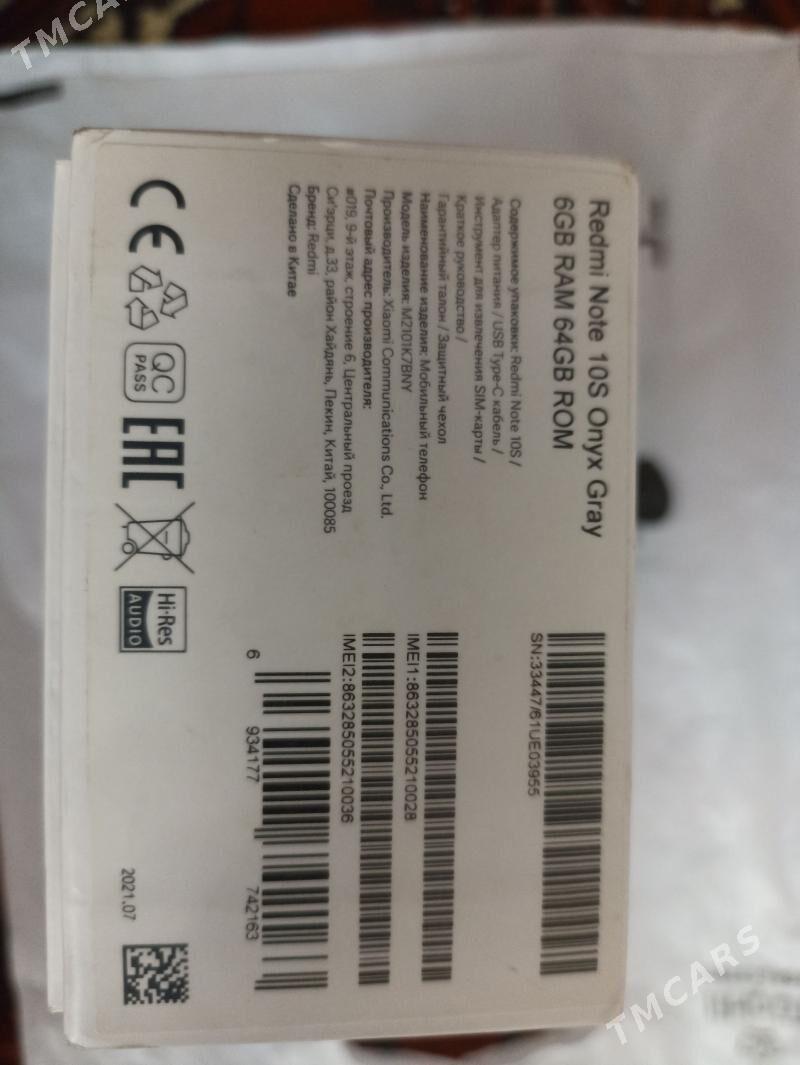 TMCARS
Redmi Note 10S Onyx Gray
6GB RAM 64GB ROM
Содержимое упаковки: Redmi Note 10S /
Адаптер питания / USB Type-C кабель /
Инструмент для извлечения SIM-карты /
Краткое руководство /
Гарантийный талон / Защитный чехол
Наименование изделия: Мобильный телефон
Модель изделия: M2101K7BNY
Производитель: Xiaomi Communications Co., Ltd.
Почтовый адрес производителя:
#019, 9-й этаж, строение 6, Центральный проезд
Си'эрци, д.33, район Хайдянь, Пекин, Китай, 100085
Бренд: Redmi
Сделано в Китае
SN:33447/61UE03955
IMEI1:863285055210028
IMEI2:863285055210036
6 934177 742163
CE
QC
PASS
EAC
Hi-Res
AUDIO
2021.07
TMCARS